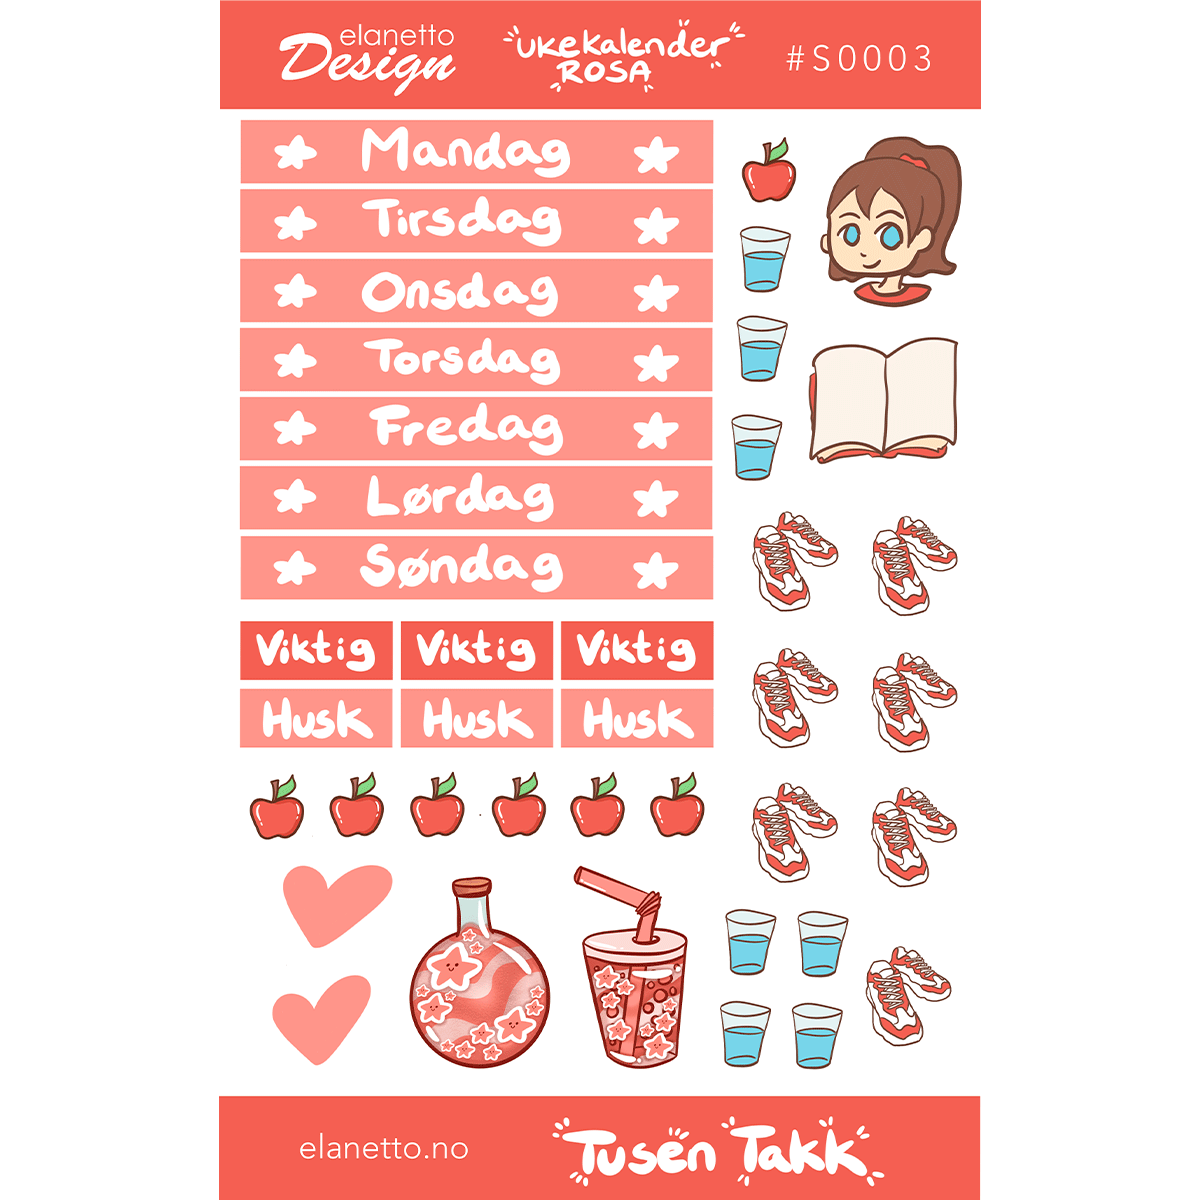 elanetto
Design
UKEKALENDER
ROSA
#S0003
Mandag
Tirsdag
Onsdag
Torsdag
Fredag
Lørdag
Søndag
Viktig Viktig Viktig
Husk Husk Husk
elanetto.no
Tusen Takk